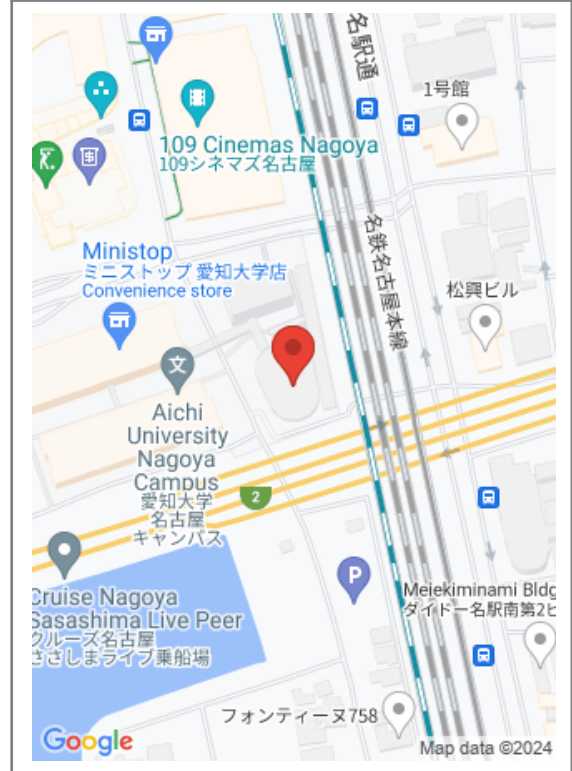 名駅通
1号館
109 Cinemas Nagoya
109シネマズ名古屋
名鉄名古屋本線
Ministop
ミニストップ 愛知大学店
Convenience store
松興ビル
文
Aichi
University
Nagoya
Campus
愛知大学
名古屋
キャンパス
2
P
Cruise Nagoya
Sasashima Live Peer
クルーズ名古屋
ささしまライブ乗船場
Meiekiminami Bldg
ダイドー名駅南第2ビ
フォンティーヌ758
Google
Map data ©2024